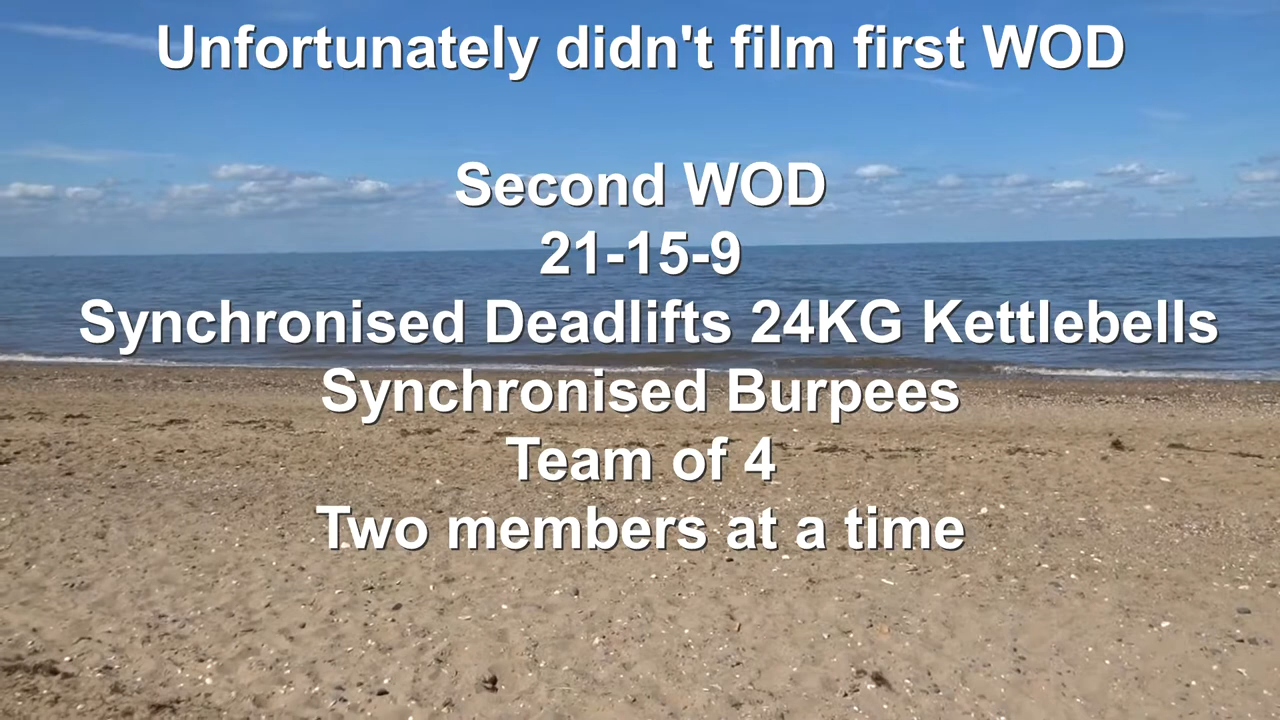 Unfortunately didn't film first WOD
Second WOD
21-15-9
Synchronised Deadlifts 24KG Kettlebells
Synchronised Burpees
Team of 4
Two members at a time